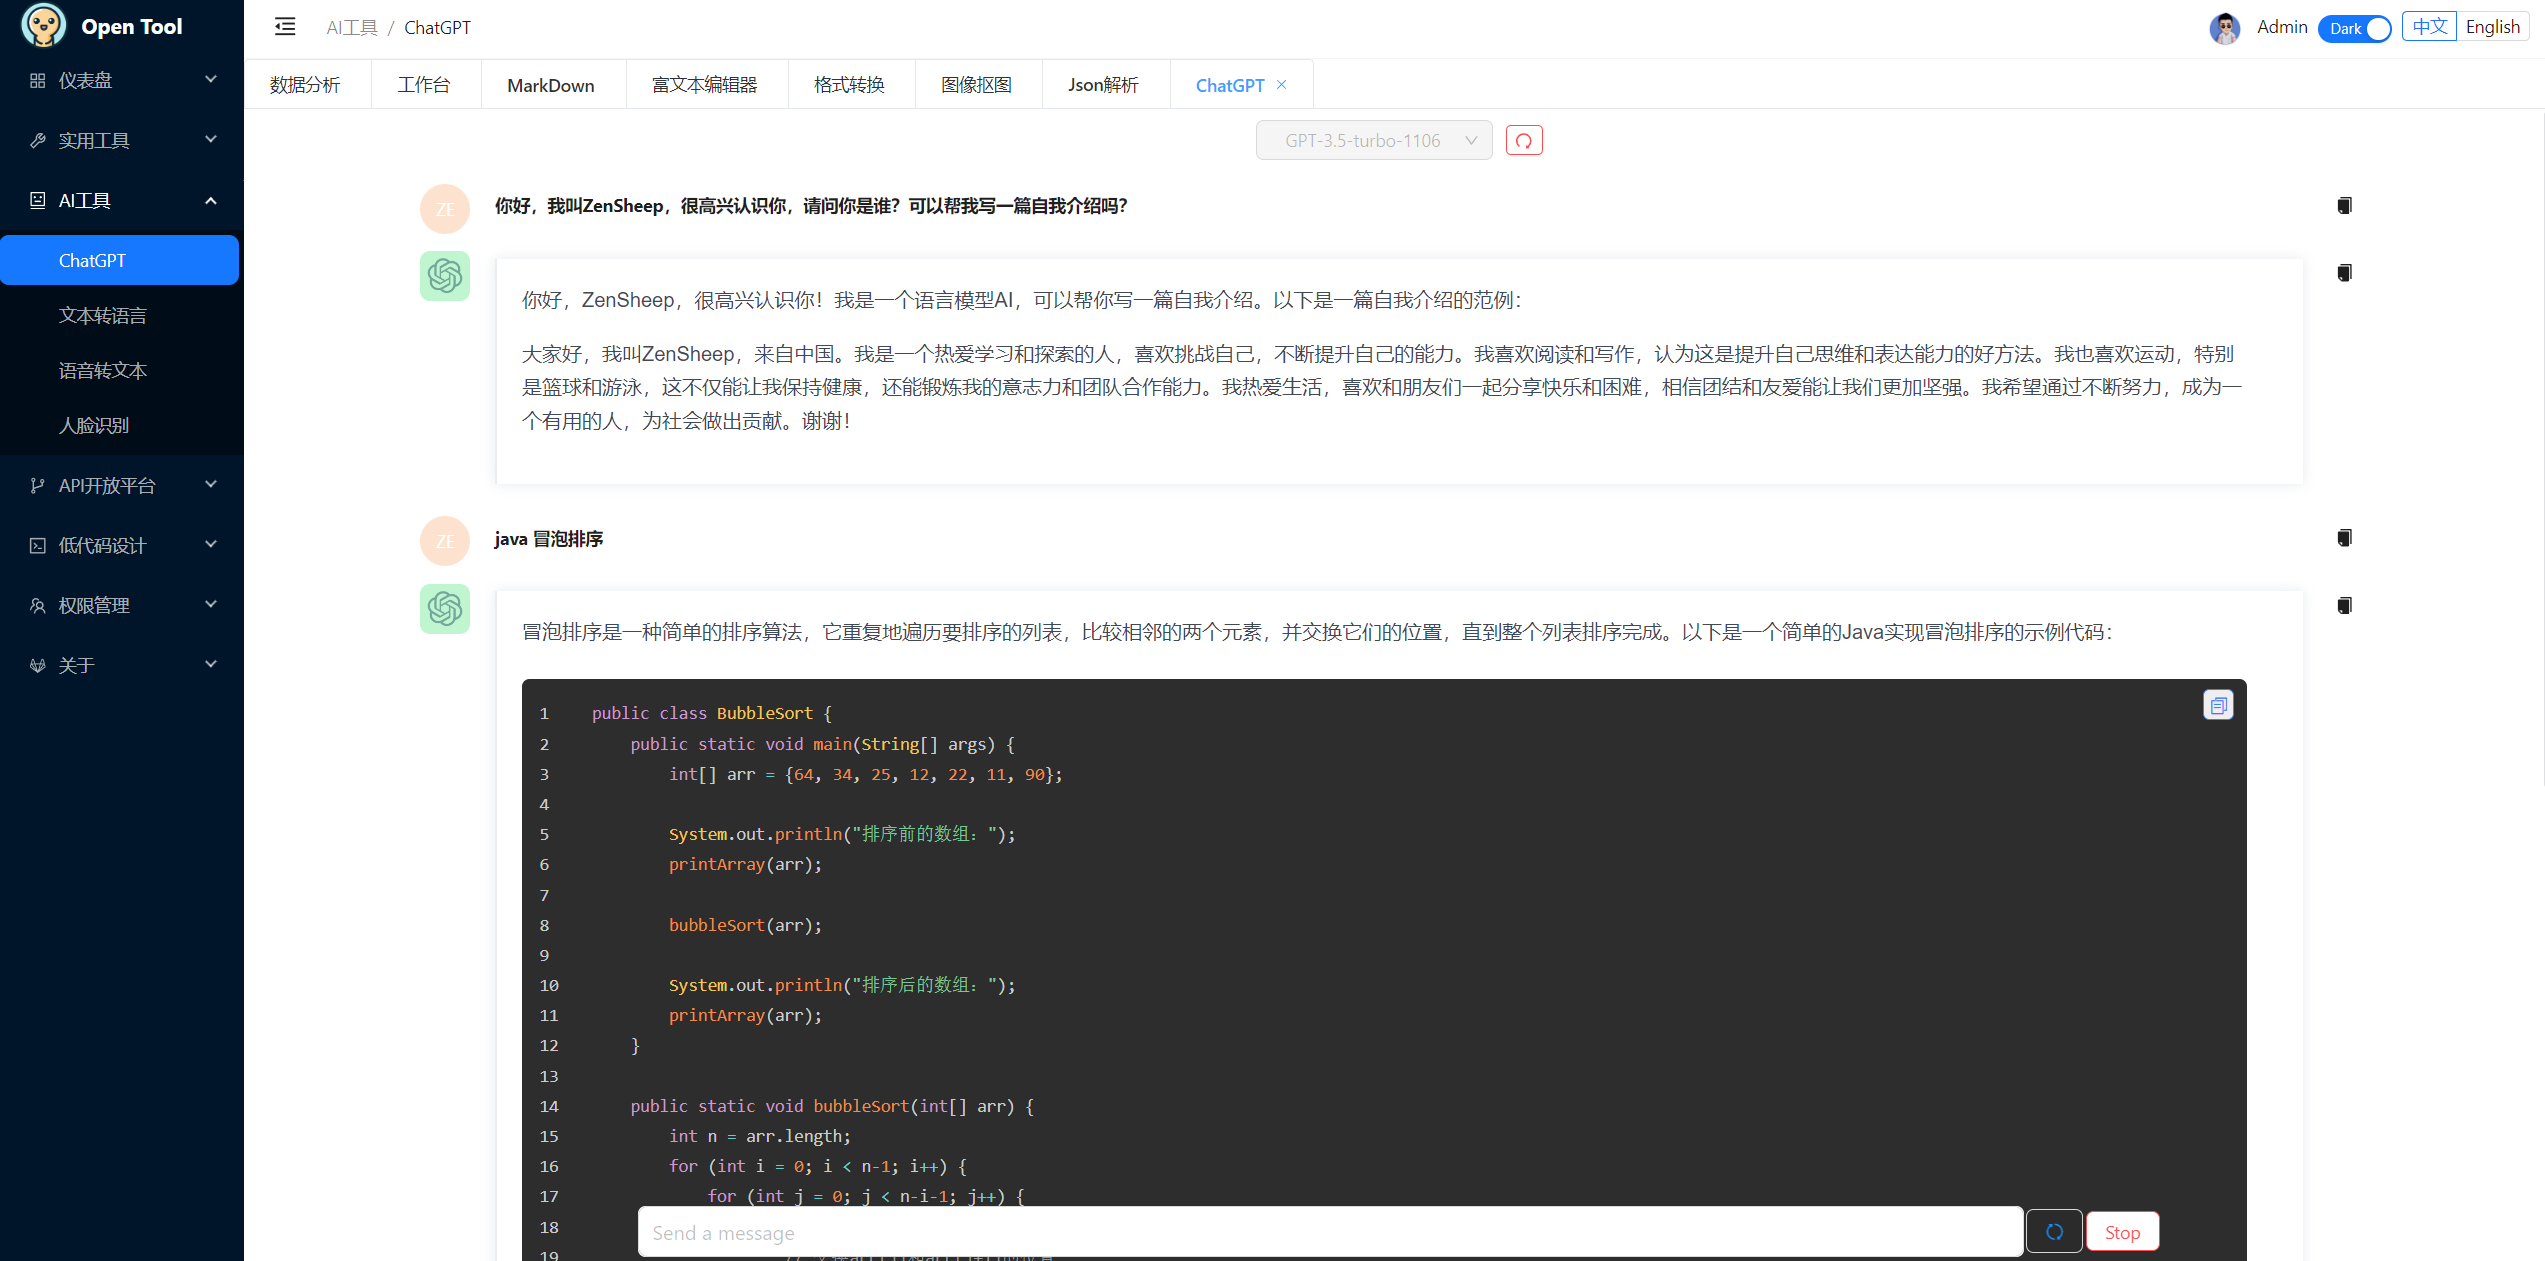 Open Tool
仪表盘
实用工具
AI工具
ChatGPT
文本转语言
语音转文本
人脸识别
API开放平台
低代码设计
权限管理
关于
AI工具 / ChatGPT
Admin
Dark
中文
English
数据分析
工作台
MarkDown
富文本编辑器
格式转换
图像抠图
Json解析
ChatGPT
GPT-3.5-turbo-1106
ZE
你好，我叫ZenSheep，很高兴认识你，请问你是谁？可以帮我写一篇自我介绍吗？
你好，ZenSheep，很高兴认识你！我是一个语言模型AI，可以帮你写一篇自我介绍。以下是一篇自我介绍的范例：
大家好，我叫ZenSheep，来自中国。我是一个热爱学习和探索的人，喜欢挑战自己，不断提升自己的能力。我喜欢阅读和写作，认为这是提升自己思维和表达能力的好方法。我也喜欢运动，特别
是篮球和游泳，这不仅能让我保持健康，还能锻炼我的意志力和团队合作能力。我热爱生活，喜欢和朋友们一起分享快乐和困难，相信团结和友爱能让我们更加坚强。我希望通过不断努力，成为一
个有用的人，为社会做出贡献。谢谢！
ZE
java 冒泡排序
冒泡排序是一种简单的排序算法，它重复地遍历要排序的列表，比较相邻的两个元素，并交换它们的位置，直到整个列表排序完成。以下是一个简单的Java实现冒泡排序的示例代码：
1 public class BubbleSort {
2 public static void main(String[] args) {
3 int[] arr = {64, 34, 25, 12, 22, 11, 90};
4
5 System.out.println("排序前的数组：");
6 printArray(arr);
7
8 bubbleSort(arr);
9
10 System.out.println("排序后的数组：");
11 printArray(arr);
12 }
13
14 public static void bubbleSort(int[] arr) {
15 int n = arr.length;
16 for (int i = 0; i < n-1; i++) {
17 for (int j = 0; j < n-i-1; j++) {
18
19
Send a message
Stop